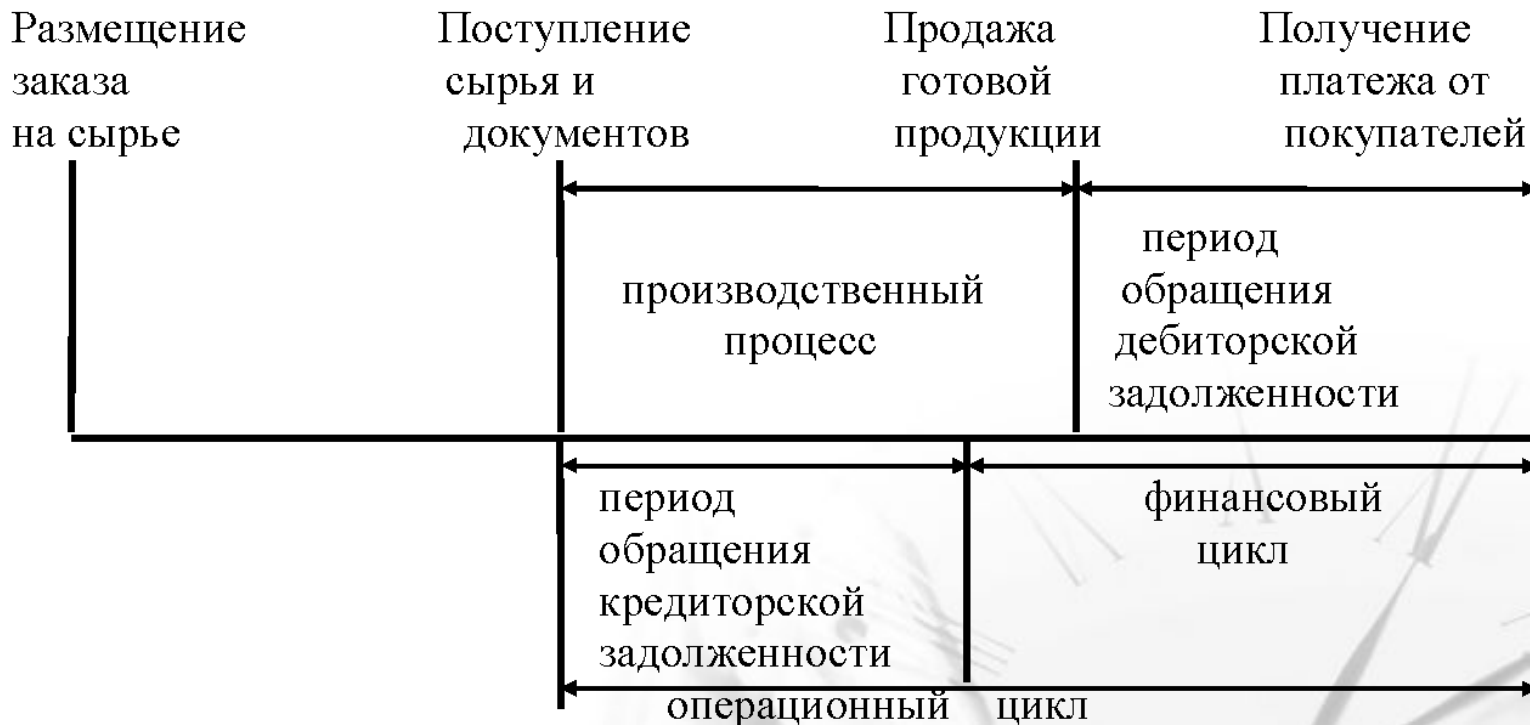 Размещение
заказа
на сырье
Поступление
сырья и
документов
Продажа
готовой
продукции
Получение
платежа от
покупателей
производственный
процесс
период
обращения
дебиторской
задолженности
период
обращения
кредиторской
задолженности
финансовый
цикл
операционный цикл